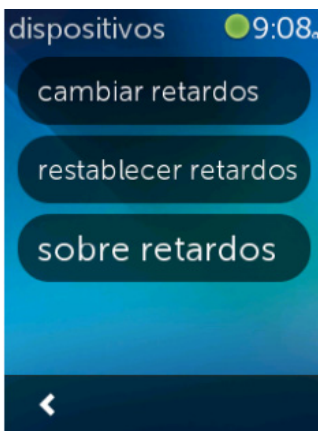 dispositivos 9:08
cambiar retardos
restablecer retardos
sobre retardos